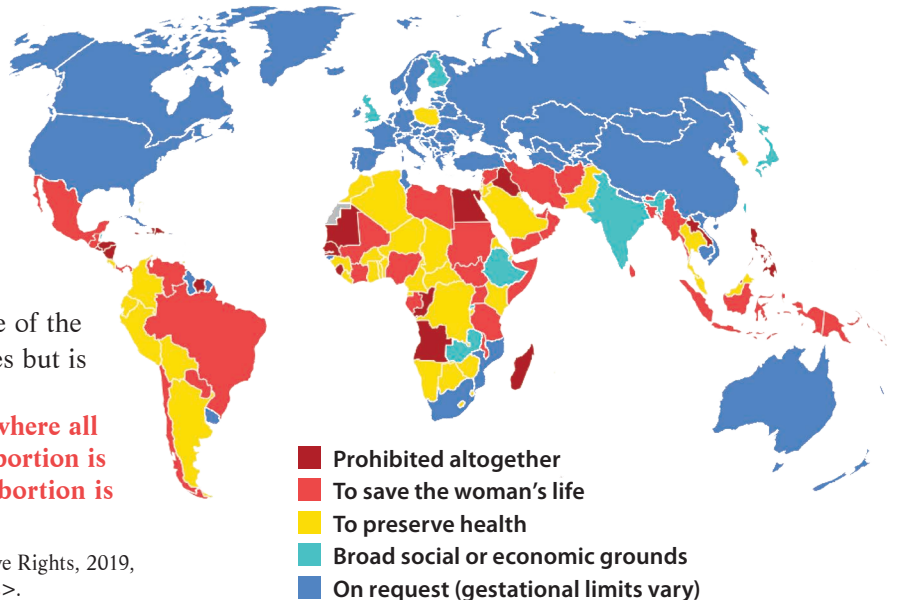 e of the
es but is
where all
bortion is
bortion is
ve Rights, 2019,
>.
Prohibited altogether
To save the woman's life
To preserve health
Broad social or economic grounds
On request (gestational limits vary)